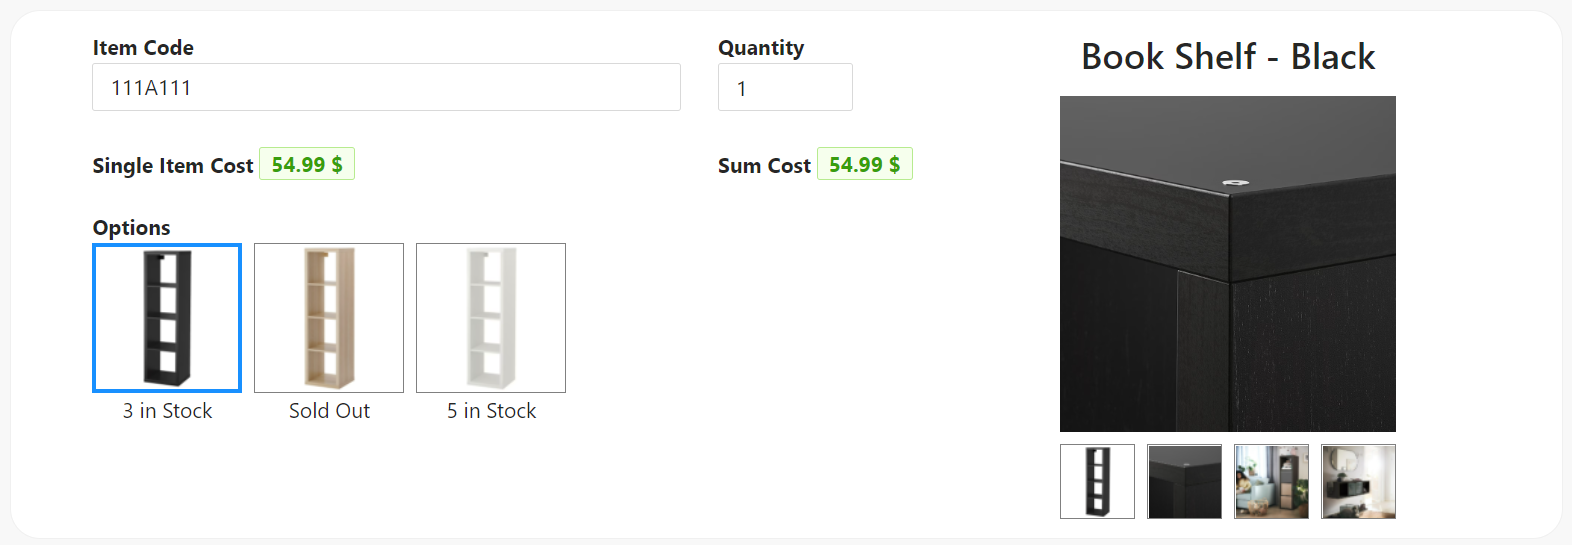 Item Code
111A111
Quantity
1
Single Item Cost 54.99 $
Sum Cost 54.99 $
Options
3 in Stock
Sold Out
5 in Stock
Book Shelf - Black